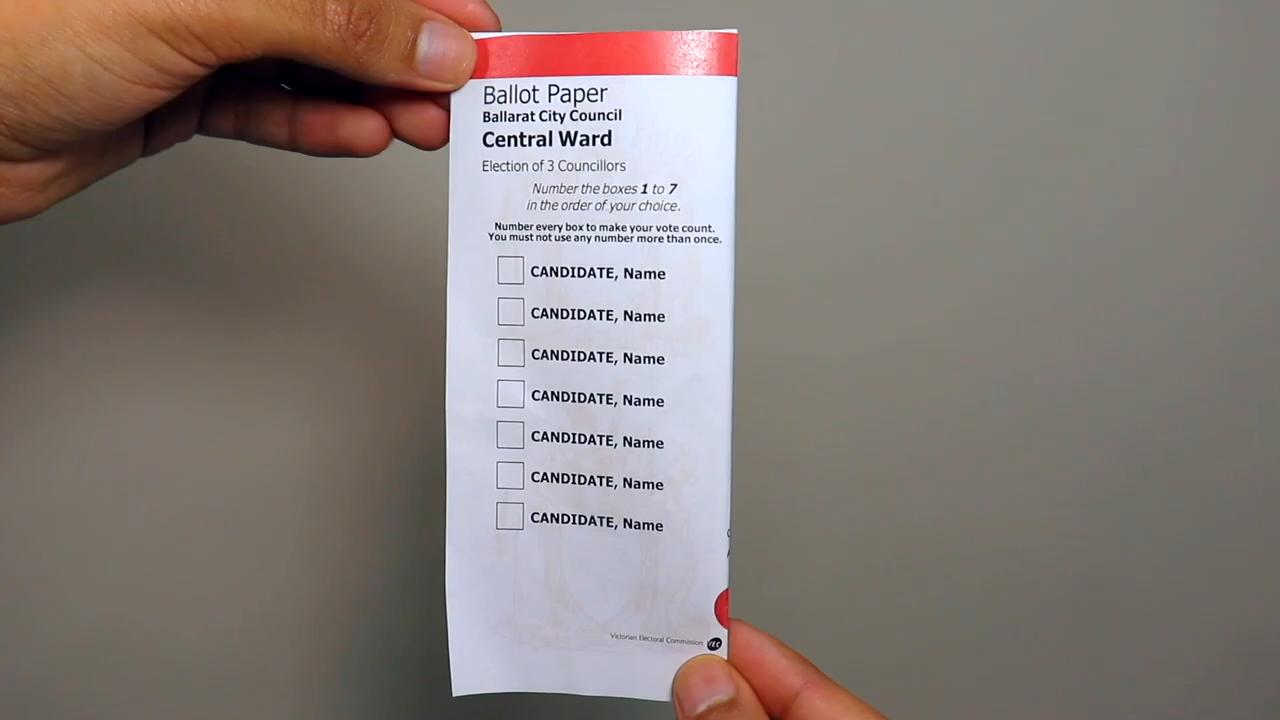 Ballot Paper
Ballarat City Council
Central Ward
Election of 3 Councillors
Number the boxes 1 to 7
in the order of your choice.
Number every box to make your vote count.
You must not use any number more than once.
CANDIDATE, Name
CANDIDATE, Name
CANDIDATE, Name
CANDIDATE, Name
CANDIDATE, Name
CANDIDATE, Name
CANDIDATE, Name
Victorian Electoral Commission